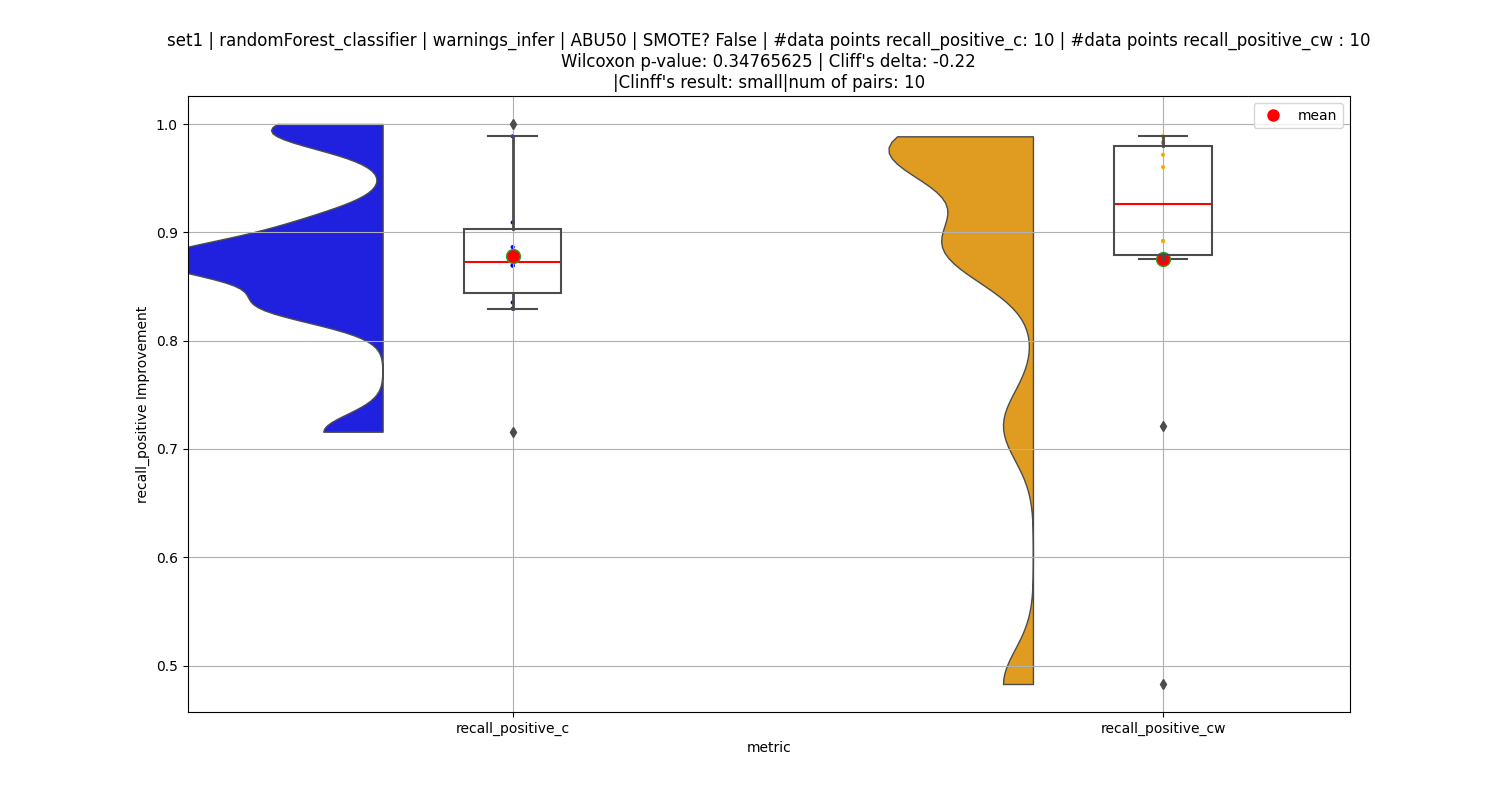 set1 | randomForest_classifier | warnings_infer | ABU50 | SMOTE? False | #data points recall_positive_c: 10 | #data points recall_positive_cw : 10
Wilcoxon p-value: 0.34765625 | Cliff's delta: -0.22
|Clinff's result: small|num of pairs: 10
mean
1.0
0.9
0.8
0.7
0.6
0.5
recall_positive Improvement
recall_positive_c
recall_positive_cw
metric